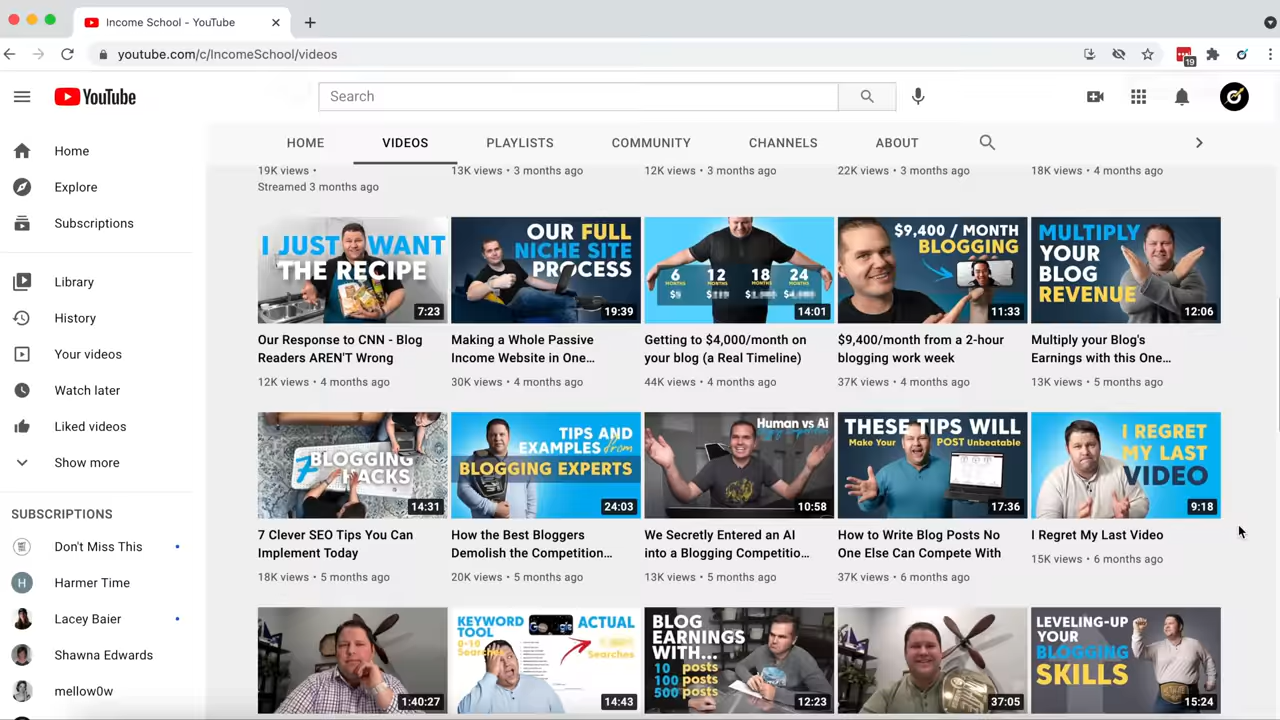 Income School - YouTube
youtube.com/c/IncomeSchool/videos
19
YouTube
Search
HOME
VIDEOS
PLAYLISTS
COMMUNITY
CHANNELS
ABOUT
Home
Explore
Subscriptions
Library
History
Your videos
Watch later
Liked videos
Show more
SUBSCRIPTIONS
Don't Miss This
H
Harmer Time
Lacey Baier
Shawna Edwards
mellow0w
19K views •
Streamed 3 months ago
13K views • 3 months ago
12K views • 3 months ago
22K views • 3 months ago
18K views • 4 months ago
I JUST WANT
THE RECIPE
7:23
Our Response to CNN - Blog
Readers AREN'T Wrong
12K views • 4 months ago
OUR FULL
NICHE SITE
PROCESS
19:39
Making a Whole Passive
Income Website in One...
30K views • 4 months ago
6 12 18 24
MONTHS MONTHS MONTHS MONTHS
14:01
Getting to $4,000/month on
your blog (a Real Timeline)
44K views • 4 months ago
$9,400 / MONTH
BLOGGING
11:33
$9,400/month from a 2-hour
blogging work week
37K views • 4 months ago
MULTIPLY
YOUR
BLOG
REVENUE
12:06
Multiply your Blog's
Earnings with this One...
13K views • 5 months ago
7 BLOGGING
HACKS
14:31
7 Clever SEO Tips You Can
Implement Today
18K views • 5 months ago
TIPS AND
EXAMPLES from
BLOGGING EXPERTS
24:03
How the Best Bloggers
Demolish the Competition...
20K views • 5 months ago
Human vs Ai
10:58
We Secretly Entered an AI
into a Blogging Competitio...
13K views • 5 months ago
THESE TIPS WILL
Make Your POST Unbeatable
17:36
How to Write Blog Posts No
One Else Can Compete With
37K views • 6 months ago
I REGRET
MY LAST
VIDEO
9:18
I Regret My Last Video
15K views • 6 months ago
1:40:27
KEYWORD
TOOL
0-10
Searches
ACTUAL
Searches
14:43
BLOG
EARNINGS
WITH...
10 posts
100 posts
500 posts
12:23
37:05
LEVELING-UP
YOUR
BLOGGING
SKILLS
15:24